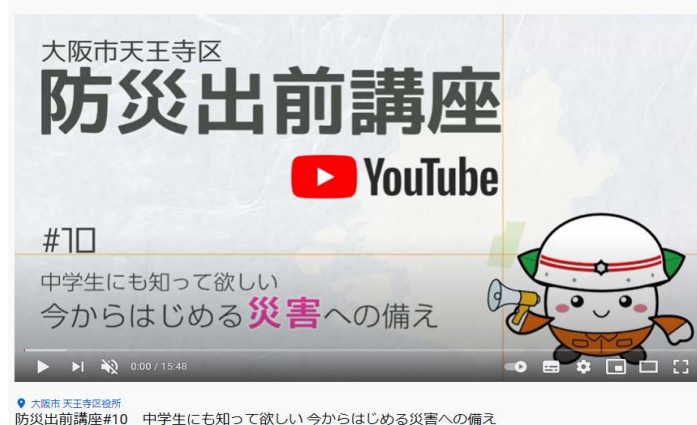 大阪市天王寺区
防災出前講座
YouTube
#10
中学生にも知って欲しい
今からはじめる災害への備え
0:00 / 15:48
大阪市 天王寺区役所
防災出前講座#10　中学生にも知って欲しい 今からはじめる災害への備え